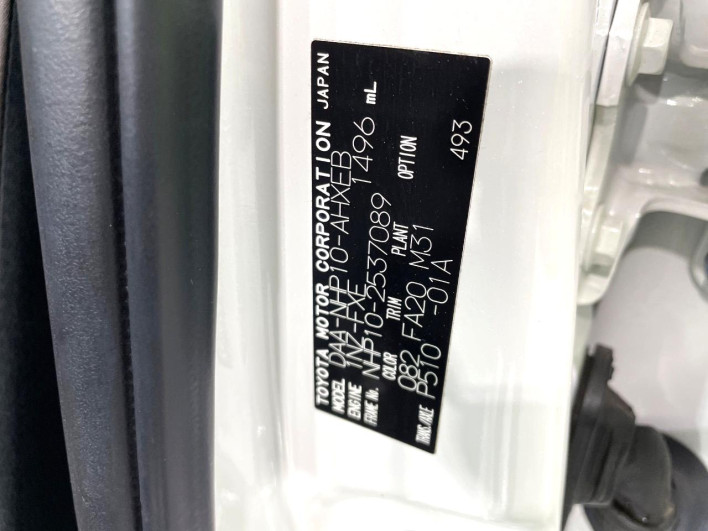 TOYOTA MOTOR CORPORATION JAPAN
MODEL DAA-NHP10-AHXEB
ENGINE 1NZ-FXE 1496 mL
FRAME No. NHP10-2537089
COLOR TRIM PLANT OPTION
082 FA20 M31
TRANS./AXLE P510 -01A 493